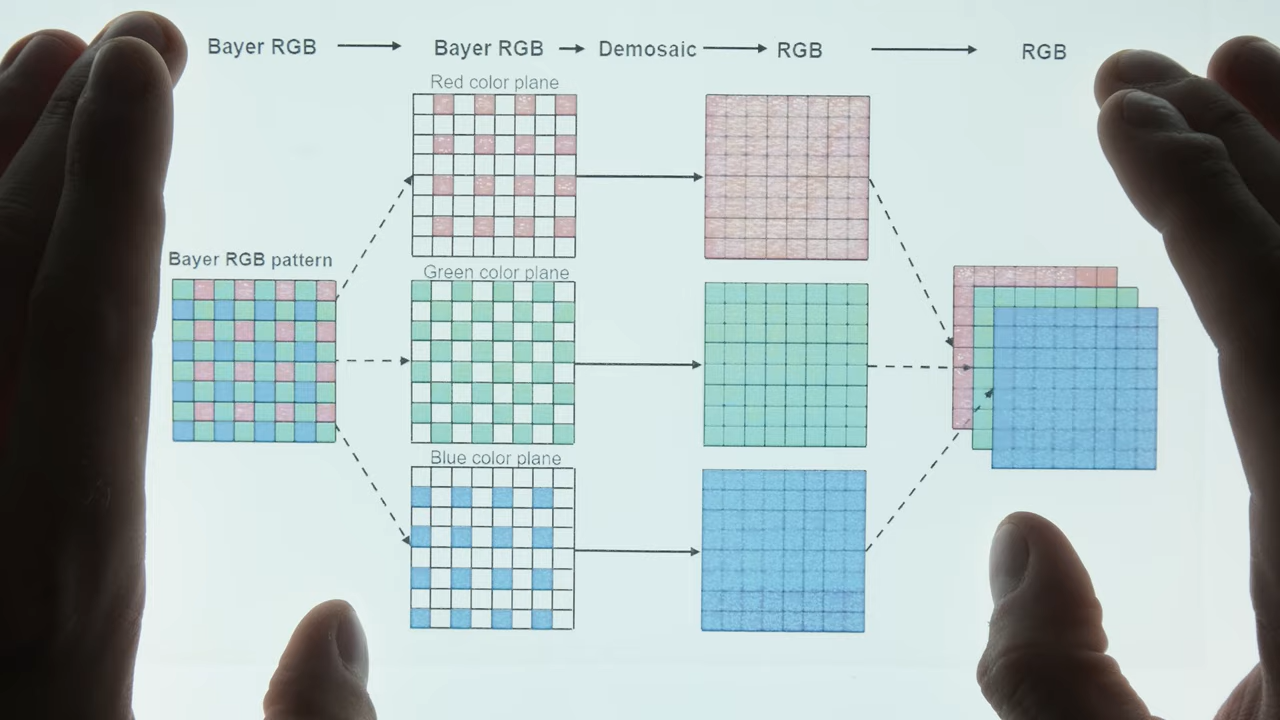 Bayer RGB → Bayer RGB → Demosaic → RGB → RGB
Red color plane
Bayer RGB pattern
Green color plane
Blue color plane